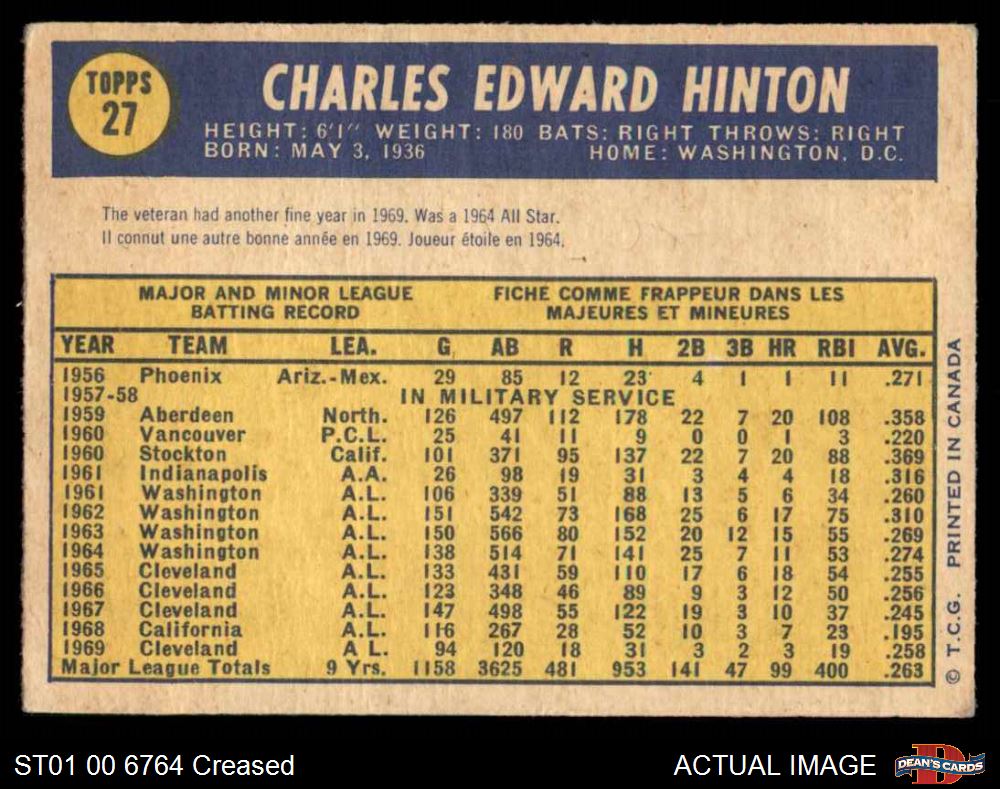 TOPPS
27
CHARLES EDWARD HINTON
HEIGHT: 6'1" WEIGHT: 180 BATS: RIGHT THROWS: RIGHT
BORN: MAY 3, 1936 HOME: WASHINGTON, D.C.
The veteran had another fine year in 1969. Was a 1964 All Star.
Il connut une autre bonne année en 1969. Joueur étoile en 1964.
MAJOR AND MINOR LEAGUE FICHE COMME FRAPPEUR DANS LES
BATTING RECORD MAJEURES ET MINEURES
YEAR TEAM LEA. G AB R H 2B 3B HR RBI AVG.
1956 Phoenix Ariz.-Mex. 29 85 12 23 4 1 1 11 .271
1957-58 IN MILITARY SERVICE
1959 Aberdeen North. 126 497 112 178 22 7 20 108 .358
1960 Vancouver P.C.L. 25 41 11 9 0 0 1 3 .220
1960 Stockton Calif. 101 371 95 137 22 7 20 88 .369
1961 Indianapolis A.A. 26 98 19 31 3 4 4 18 .316
1961 Washington A.L. 106 339 51 88 13 5 6 34 .260
1962 Washington A.L. 151 542 73 168 25 6 17 75 .310
1963 Washington A.L. 150 566 80 152 20 12 15 55 .269
1964 Washington A.L. 138 514 71 141 25 7 11 53 .274
1965 Cleveland A.L. 133 431 59 110 17 6 18 54 .255
1966 Cleveland A.L. 123 348 46 89 9 3 12 50 .256
1967 Cleveland A.L. 147 498 55 122 19 3 10 37 .245
1968 California A.L. 116 267 28 52 10 3 7 23 .195
1969 Cleveland A.L. 94 120 18 31 3 2 3 19 .258
Major League Totals 9 Yrs. 1158 3625 481 953 141 47 99 400 .263
© T.C.G. PRINTED IN CANADA
ST01 00 6764 Creased
ACTUAL IMAGE
D
DEAN'S CARDS